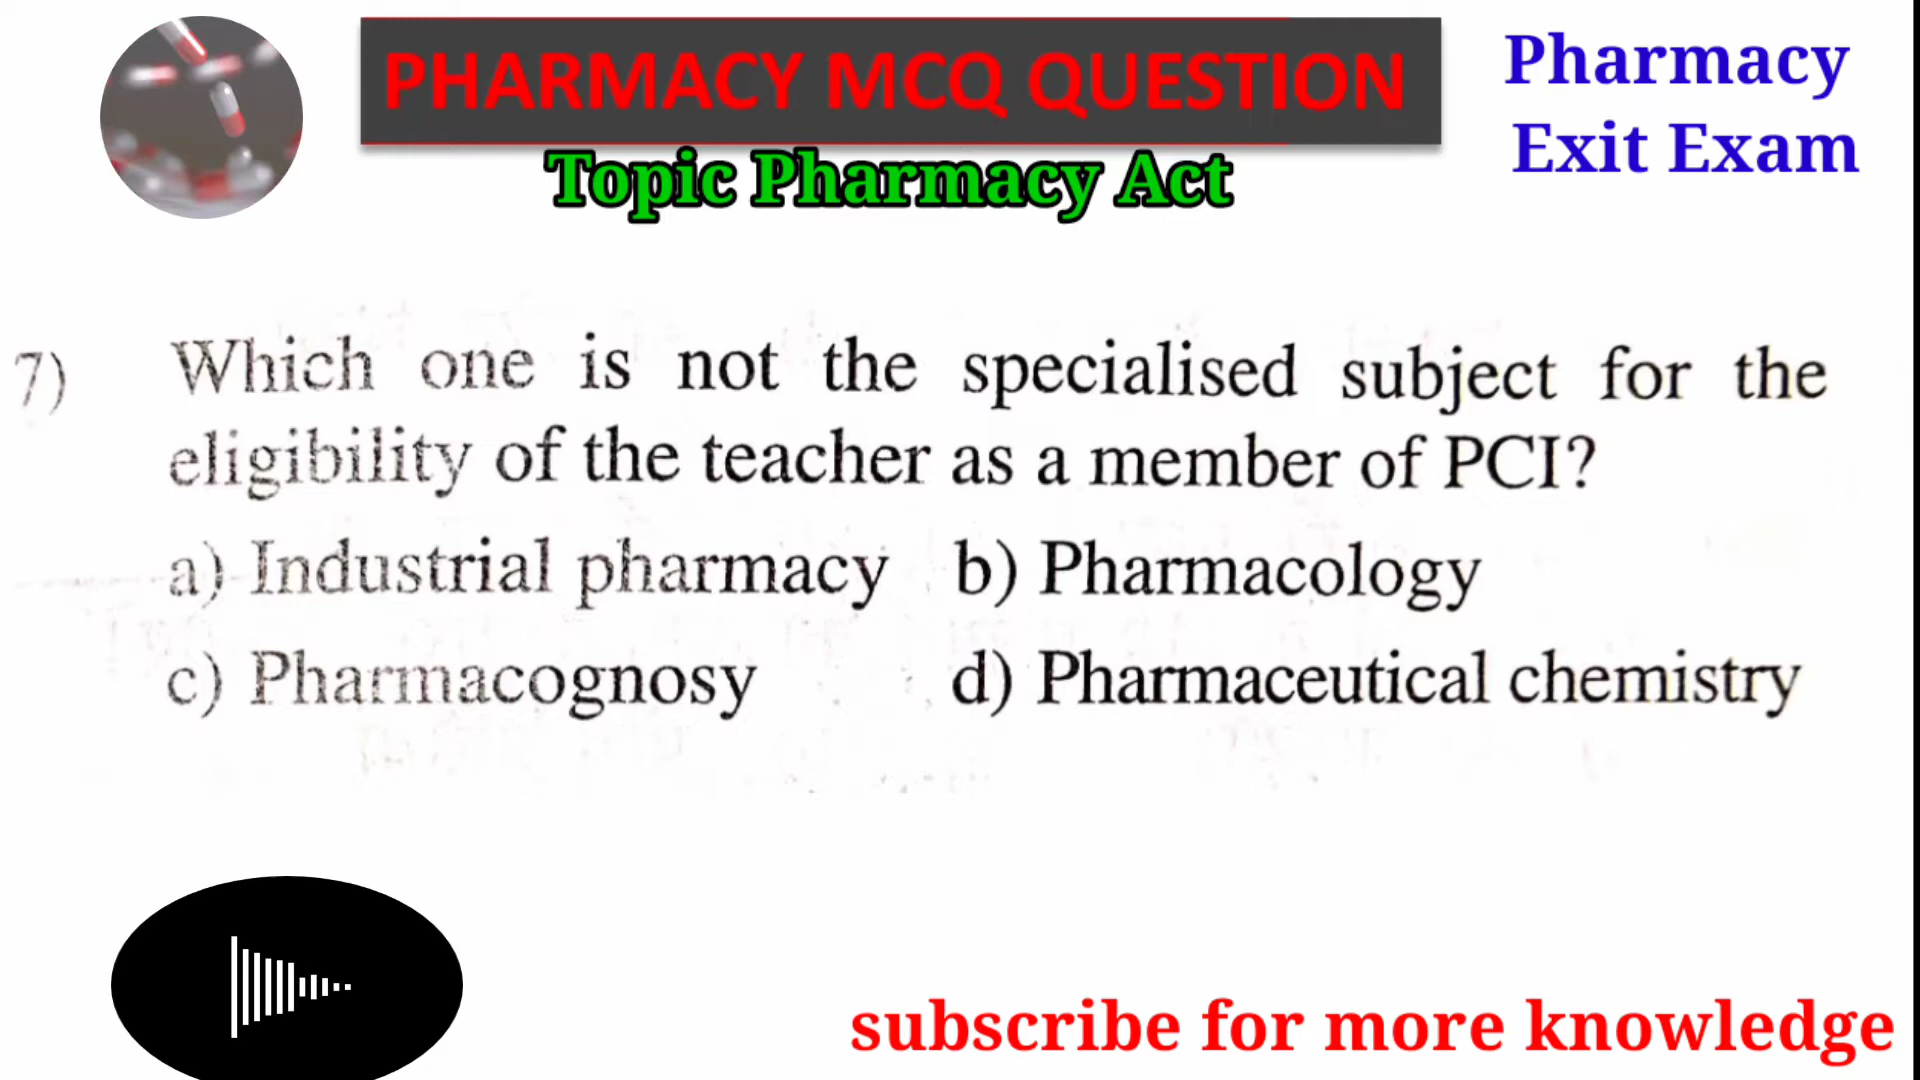 PHARMACY MCQ QUESTION
Pharmacy
Exit Exam
Topic Pharmacy Act
7) Which one is not the specialised subject for the
eligibility of the teacher as a member of PCI?
a) Industrial pharmacy b) Pharmacology
c) Pharmacognosy d) Pharmaceutical chemistry
subscribe for more knowledge